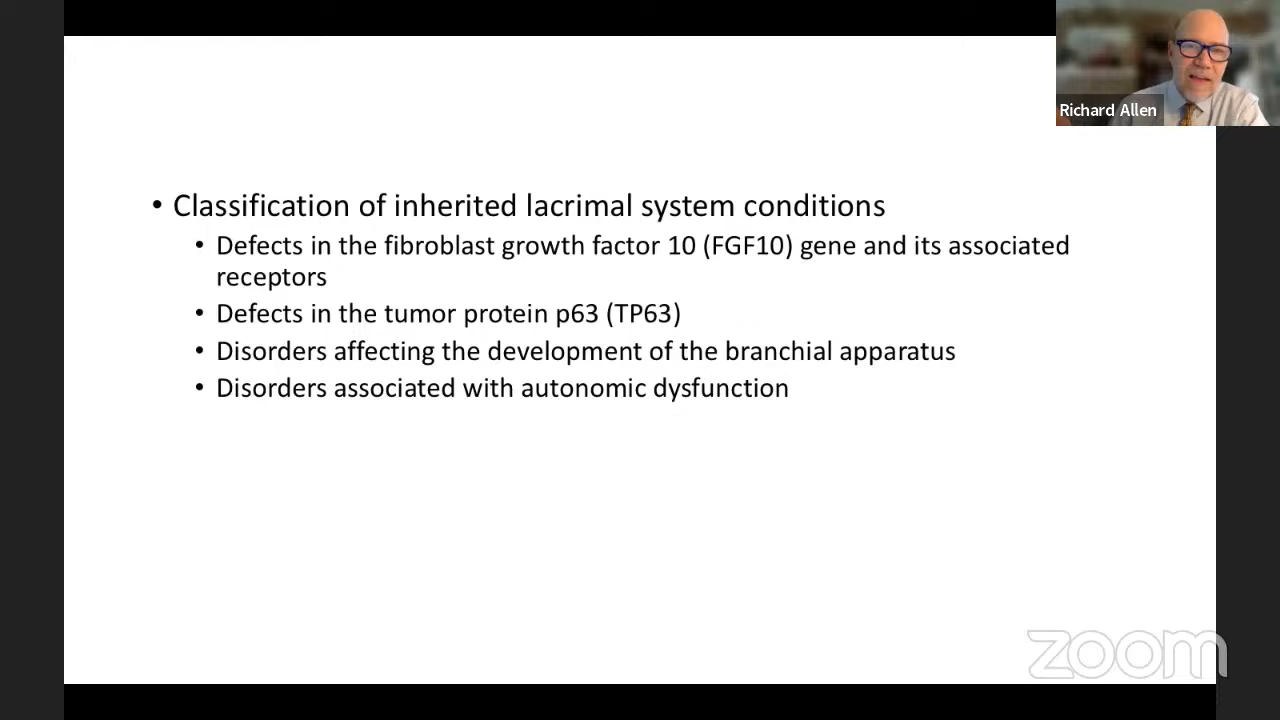 Richard Allen
• Classification of inherited lacrimal system conditions
• Defects in the fibroblast growth factor 10 (FGF10) gene and its associated
receptors
• Defects in the tumor protein p63 (TP63)
• Disorders affecting the development of the branchial apparatus
• Disorders associated with autonomic dysfunction
zoom